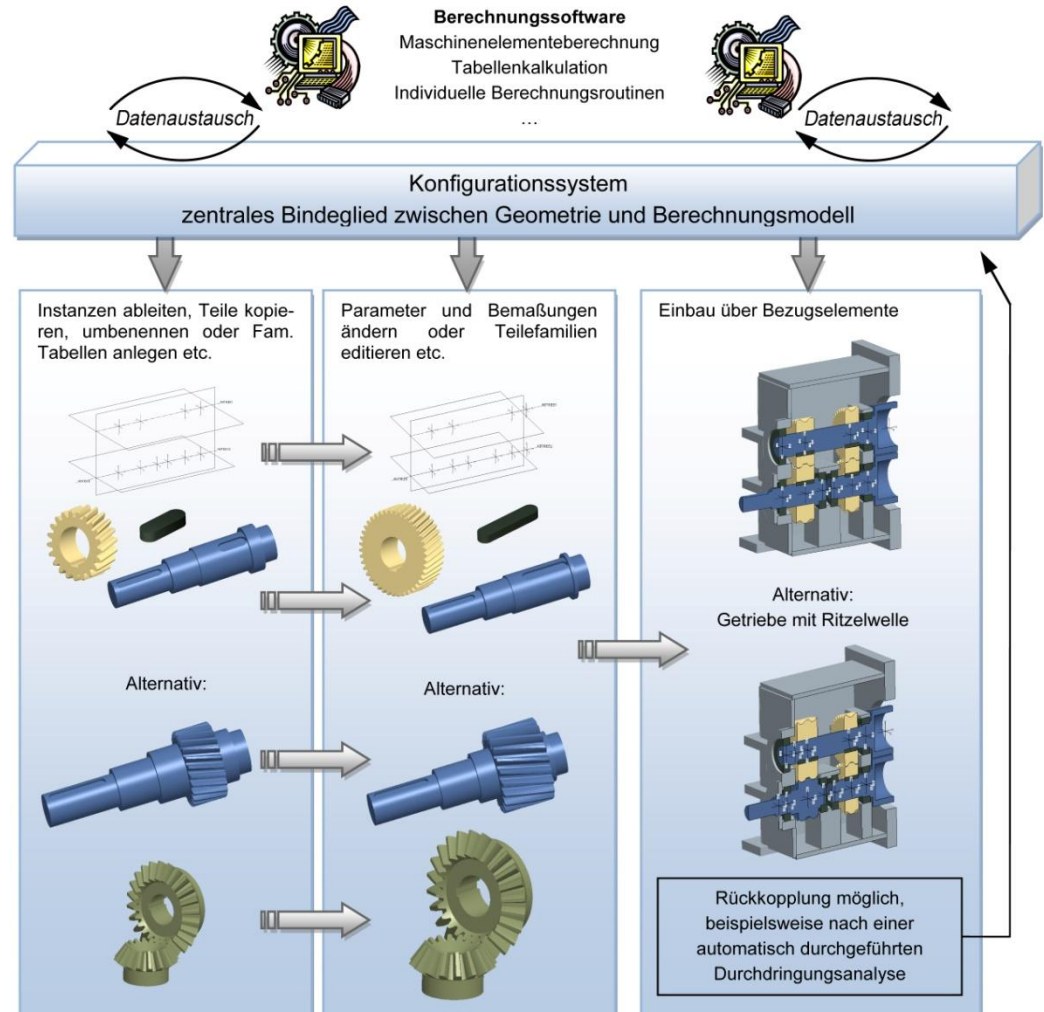 Berechnungssoftware
Maschinenelementeberechnung
Tabellenkalkulation
Individuelle Berechnungsroutinen
...
Datenaustausch
Datenaustausch
Konfigurationssystem
zentrales Bindeglied zwischen Geometrie und Berechnungsmodell
Instanzen ableiten, Teile kopie-
ren, umbenennen oder Fam.
Tabellen anlegen etc.
Alternativ:
Parameter und Bemaßungen
ändern oder Teilefamilien
editieren etc.
Alternativ:
Einbau über Bezugselemente
Alternativ:
Getriebe mit Ritzelwelle
Rückkopplung möglich,
beispielsweise nach einer
automatisch durchgeführten
Durchdringungsanalyse